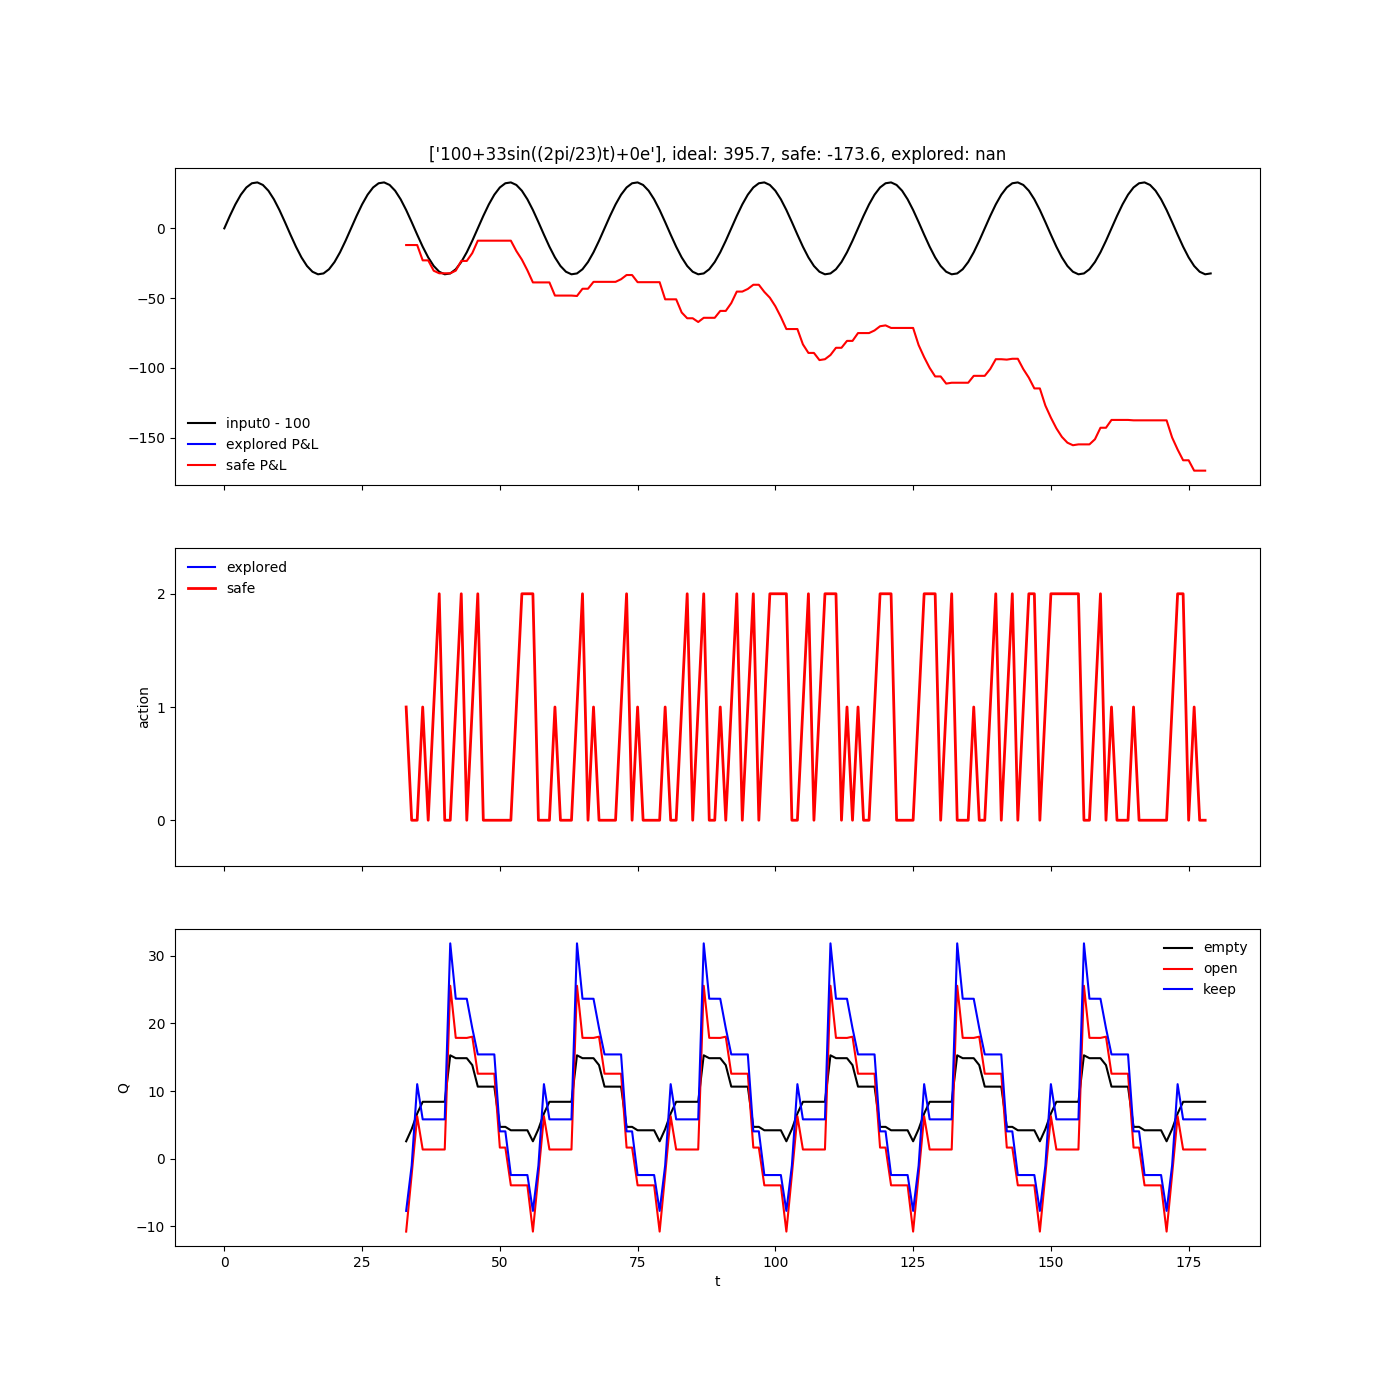 ['100+33sin((2pi/23)t)+0e'], ideal: 395.7, safe: -173.6, explored: nan
0
−50
−100
−150
input0 - 100
explored P&L
safe P&L
explored
safe
2
1
0
action
empty
open
keep
30
20
10
0
−10
Q
0 25 50 75 100 125 150 175
t